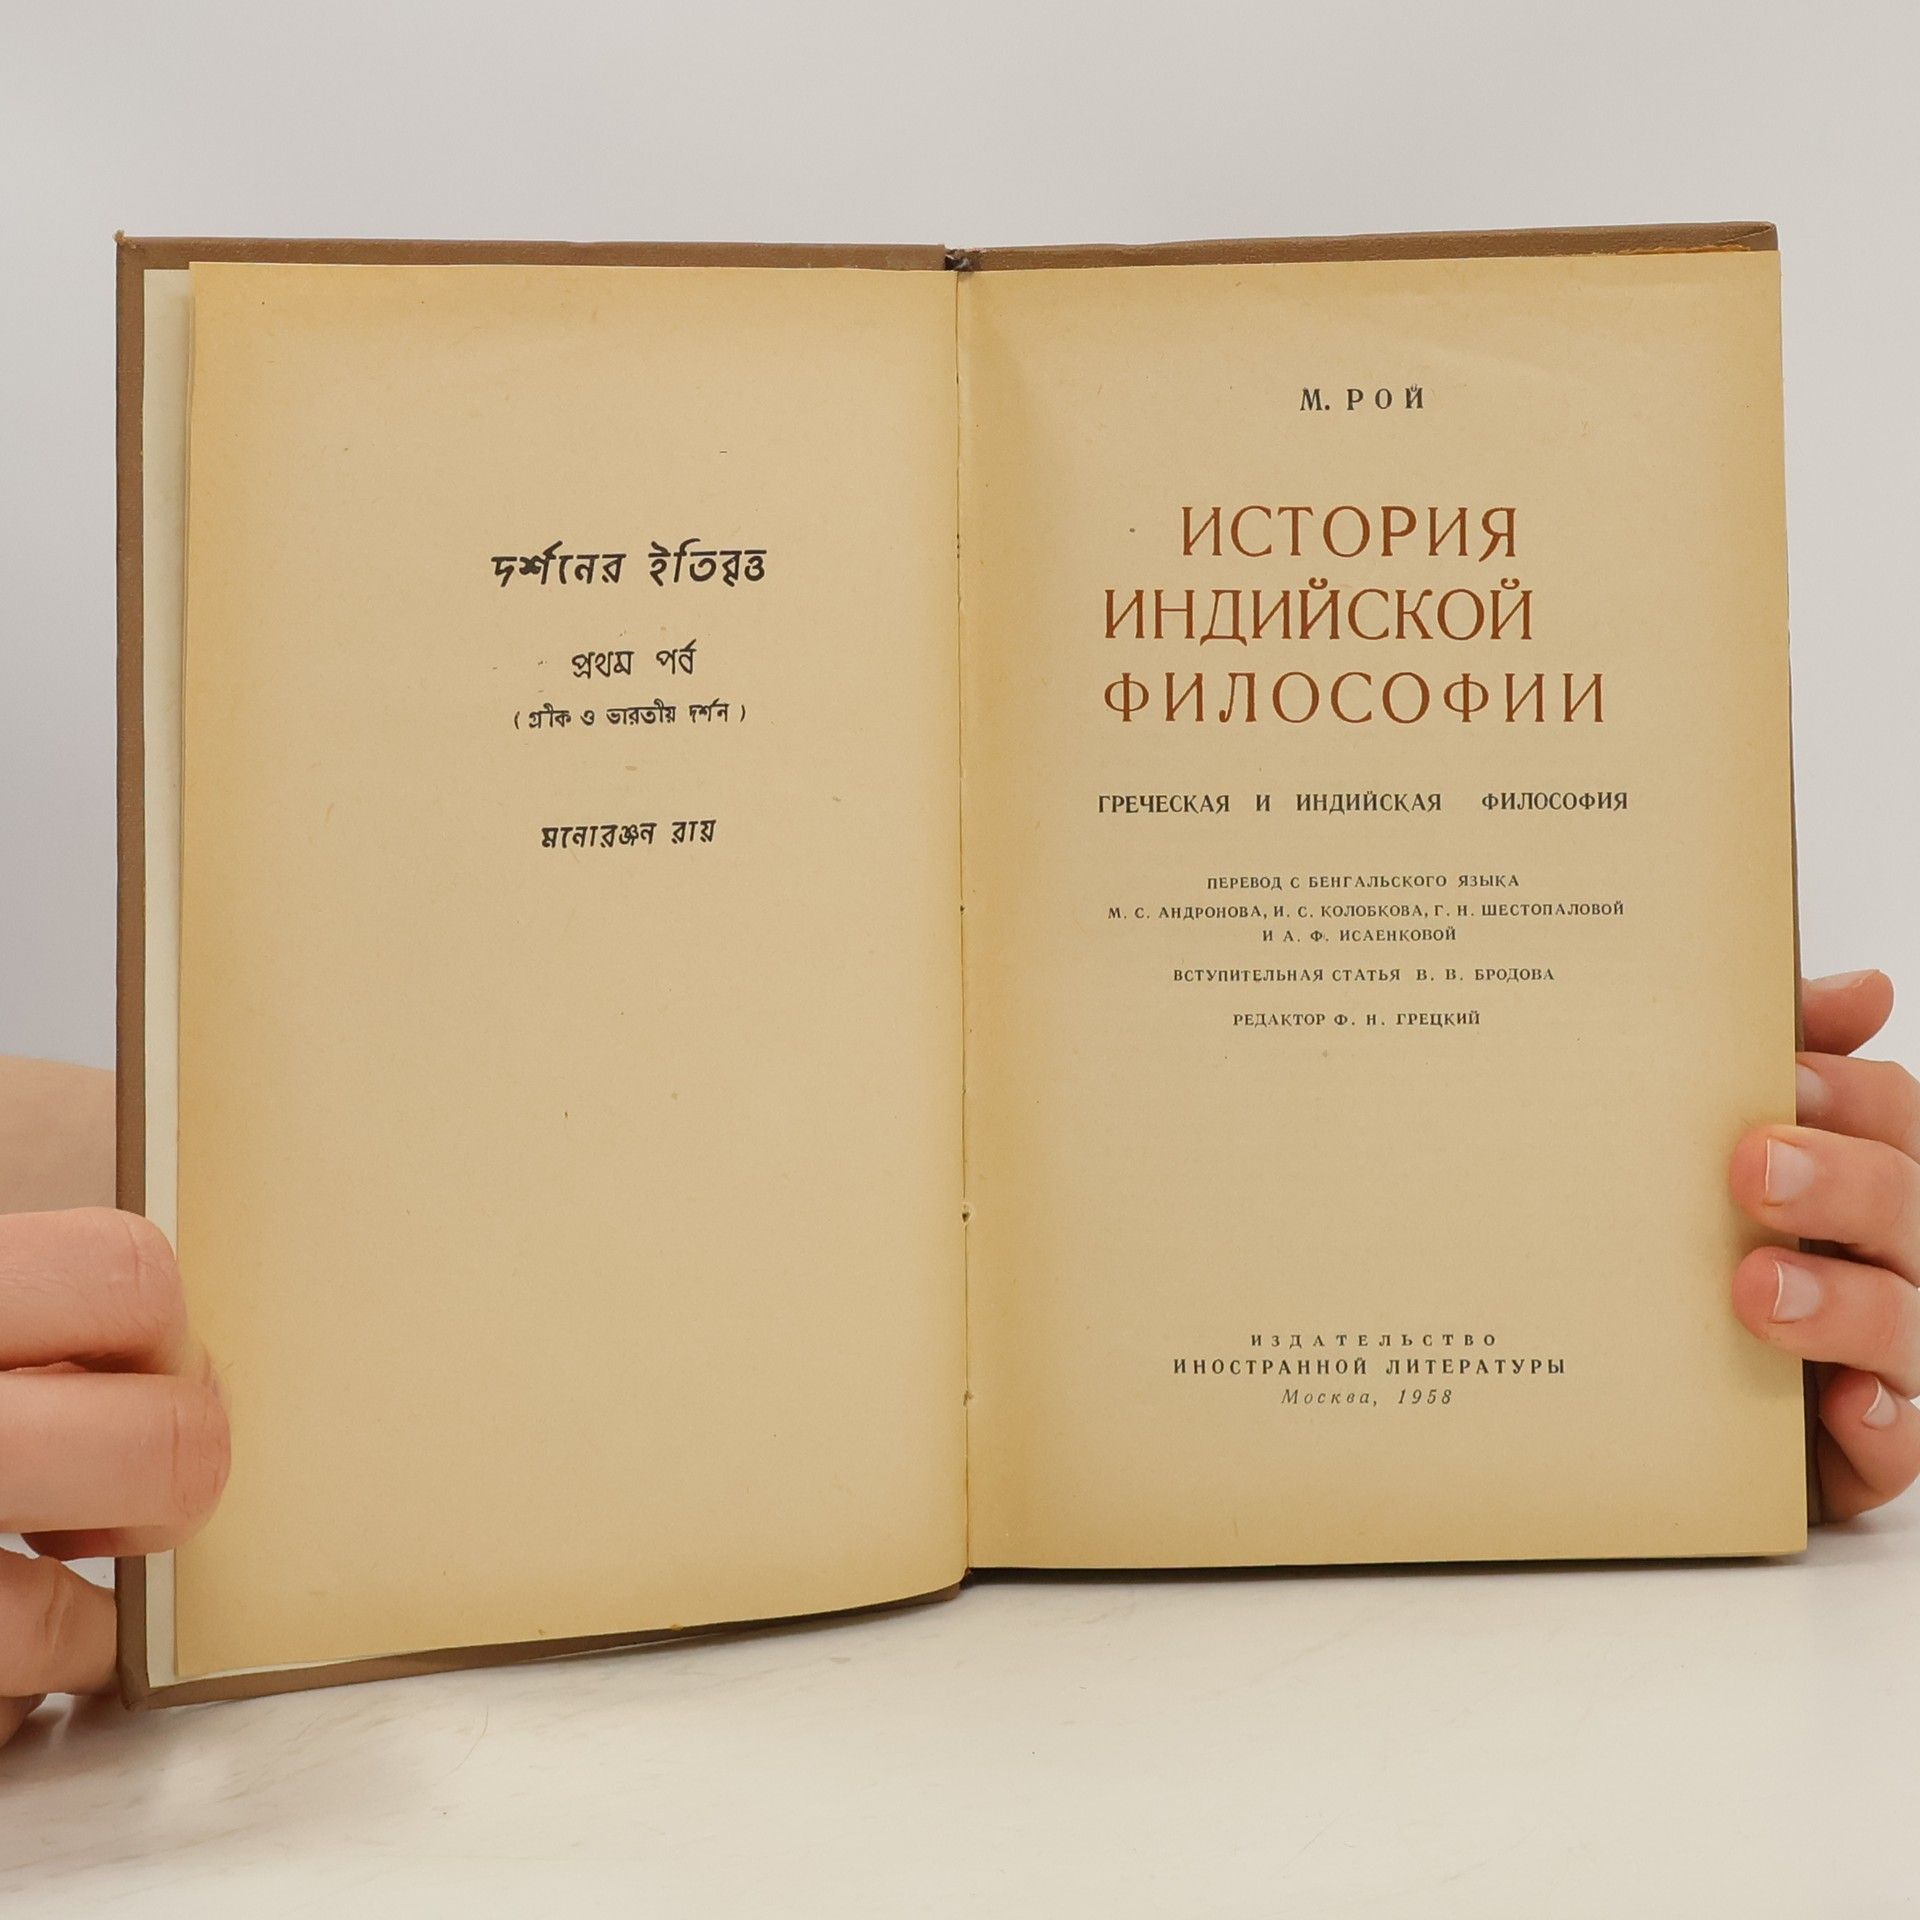 দর্শনের ইতিবৃত্ত
প্রথম পর্ব
( গ্রীক ও ভারতীয় দর্শন )
মনোরঞ্জন রায়
М. РОЙ
ИСТОРИЯ
ИНДИЙСКОЙ
ФИЛОСОФИИ
ГРЕЧЕСКАЯ И ИНДИЙСКАЯ ФИЛОСОФИЯ
ПЕРЕВОД С БЕНГАЛЬСКОГО ЯЗЫКА
М. С. АНДРОНОВА, И. С. КОЛОБКОВА, Г. Н. ШЕСТОПАЛОВОЙ
И А. Ф. ИСАЕНКОВОЙ
ВСТУПИТЕЛЬНАЯ СТАТЬЯ В. В. БРОДОВА
РЕДАКТОР Ф. Н. ГРЕЦКИЙ
ИЗДАТЕЛЬСТВО
ИНОСТРАННОЙ ЛИТЕРАТУРЫ
Москва, 1958